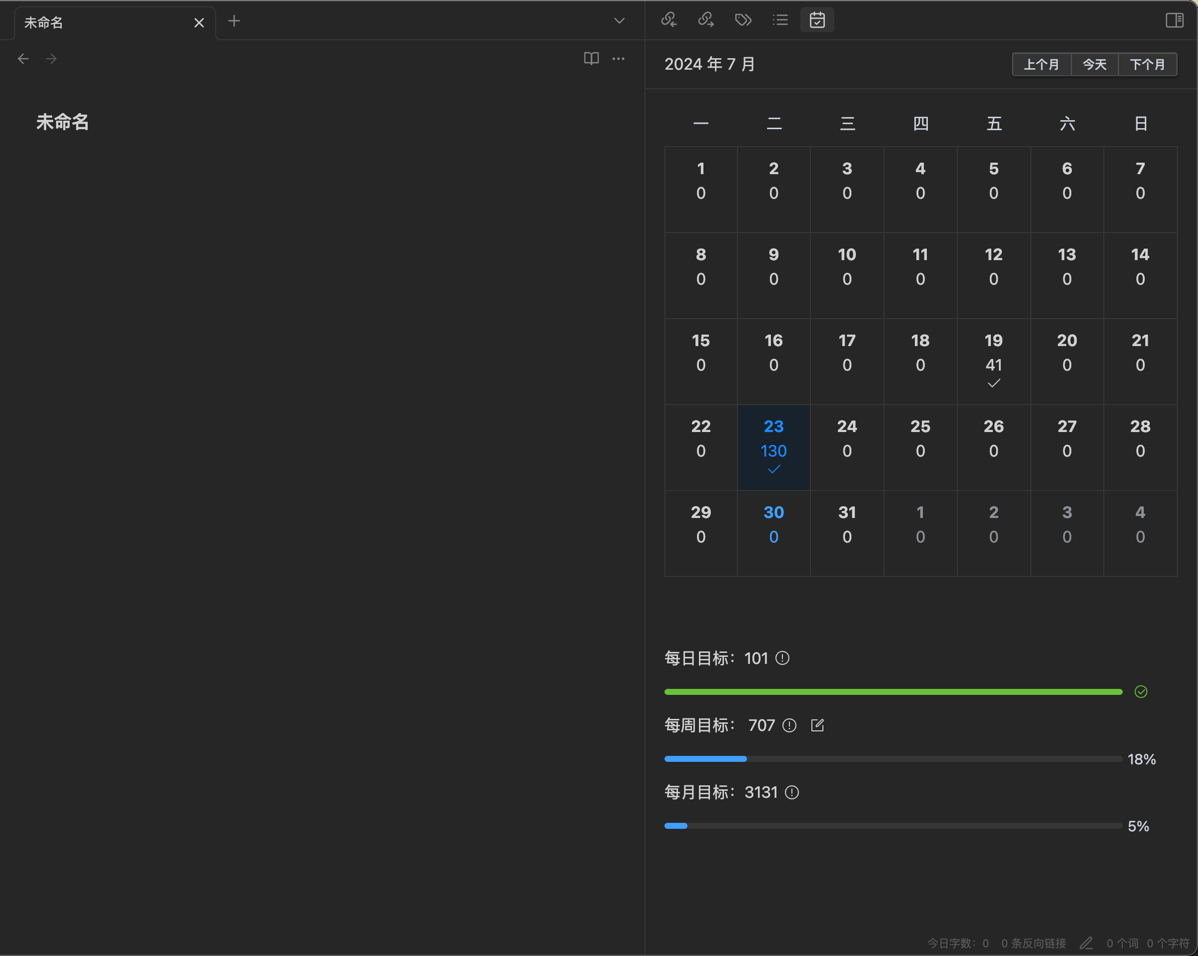 未命名
未命名
2024 年 7 月
上个月 今天 下个月
一 二 三 四 五 六 日
1 2 3 4 5 6 7
0 0 0 0 0 0 0
8 9 10 11 12 13 14
0 0 0 0 0 0 0
15 16 17 18 19 20 21
0 0 0 0 41 0 0
22 23 24 25 26 27 28
0 130 0 0 0 0 0
29 30 31 1 2 3 4
0 0 0 0 0 0 0
每日目标：101
每周目标： 707
18%
每月目标：3131
5%
今日字数：0 0 条反向链接 0 个词 0 个字符